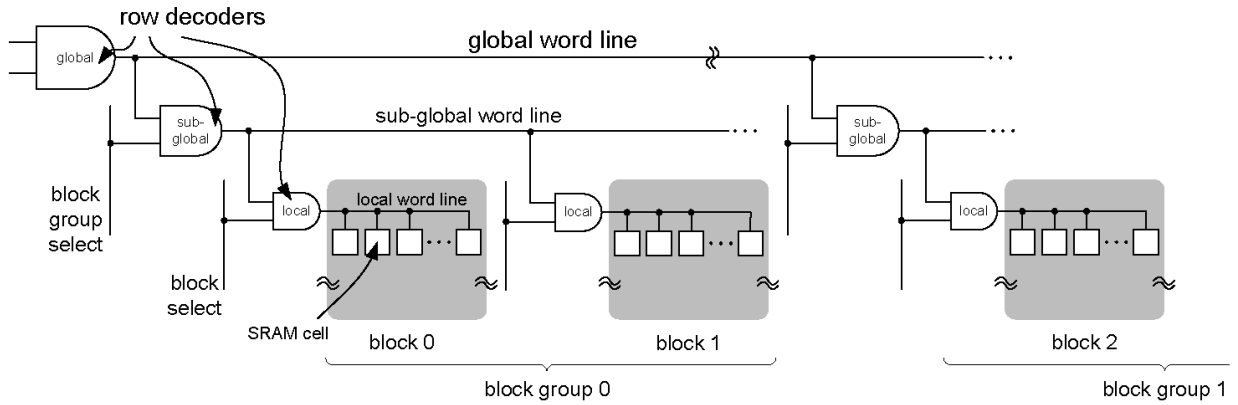 row decoders
global
global word line
...
sub-
global
sub-global word line
...
sub-
global
...
block
group
select
local
local word line
...
local
...
local
...
block
select
SRAM cell
block 0
block 1
block 2
block group 0
block group 1